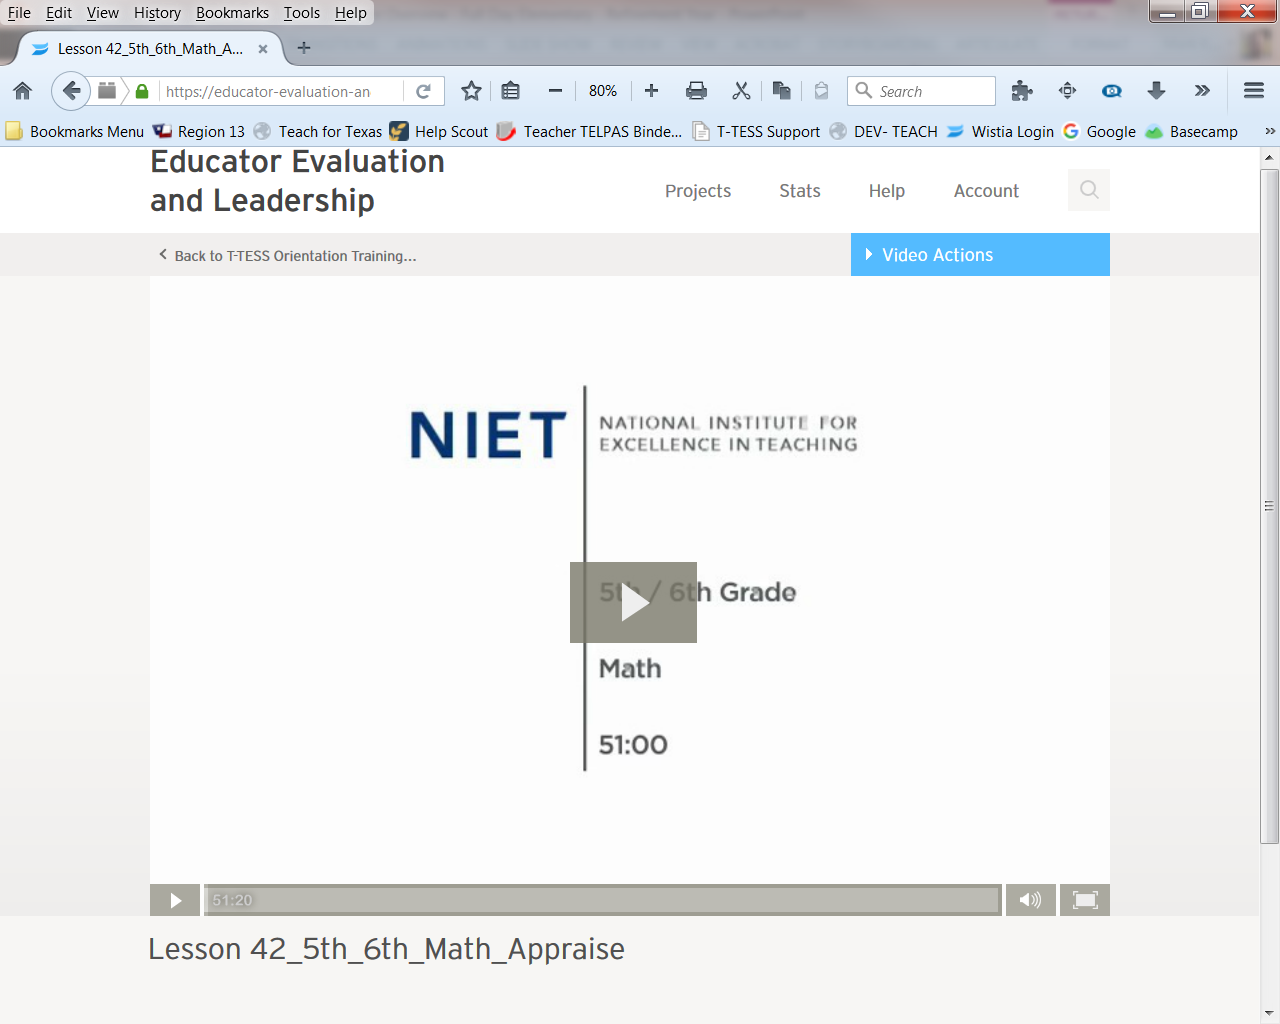 File Edit View History Bookmarks Tools Help
Lesson 42_5th_6th_Math_A...
https://educator-evaluation-an
80%
Search
Bookmarks Menu Region 13 Teach for Texas Help Scout Teacher TELPAS Binde... T-TESS Support DEV- TEACH Wistia Login Google Basecamp
Educator Evaluation
and Leadership
Projects Stats Help Account
Back to T-TESS Orientation Training...
Video Actions
NIET
NATIONAL INSTITUTE FOR
EXCELLENCE IN TEACHING
5th / 6th Grade
Math
51:00
51:20
Lesson 42_5th_6th_Math_Appraise